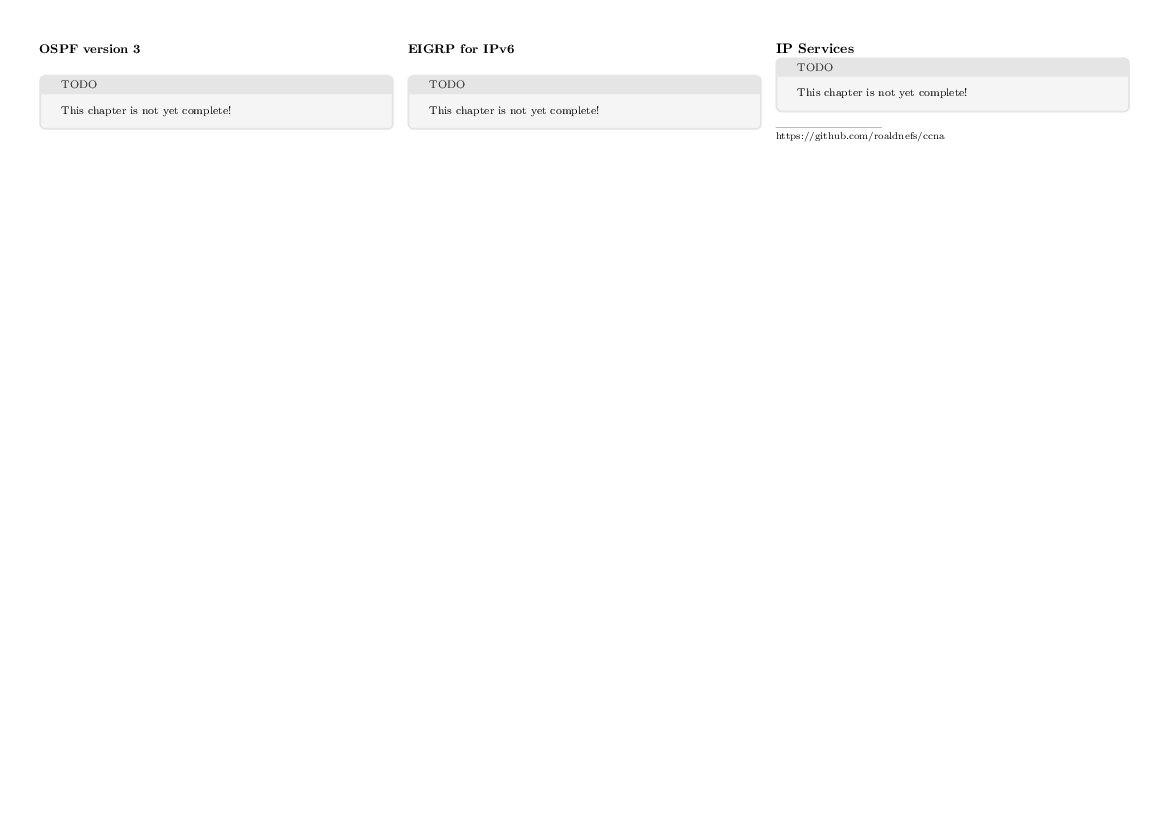 OSPF version 3
TODO
This chapter is not yet complete!
EIGRP for IPv6
TODO
This chapter is not yet complete!
IP Services
TODO
This chapter is not yet complete!
https://github.com/roaldnefs/ccna